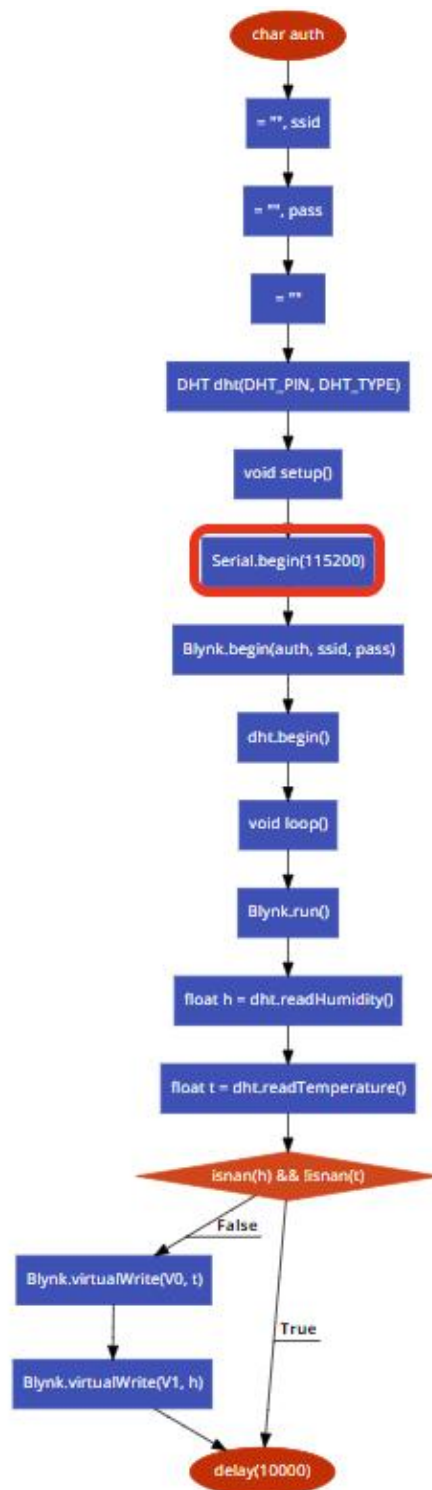 char auth
= "", ssid
= "", pass
= ""
DHT dht(DHT_PIN, DHT_TYPE)
void setup()
Serial.begin(115200)
Blynk.begin(auth, ssid, pass)
dht.begin()
void loop()
Blynk.run()
float h = dht.readHumidity()
float t = dht.readTemperature()
isnan(h) && !isnan(t)
False
Blynk.virtualWrite(V0, t)
True
Blynk.virtualWrite(V1, h)
delay(10000)